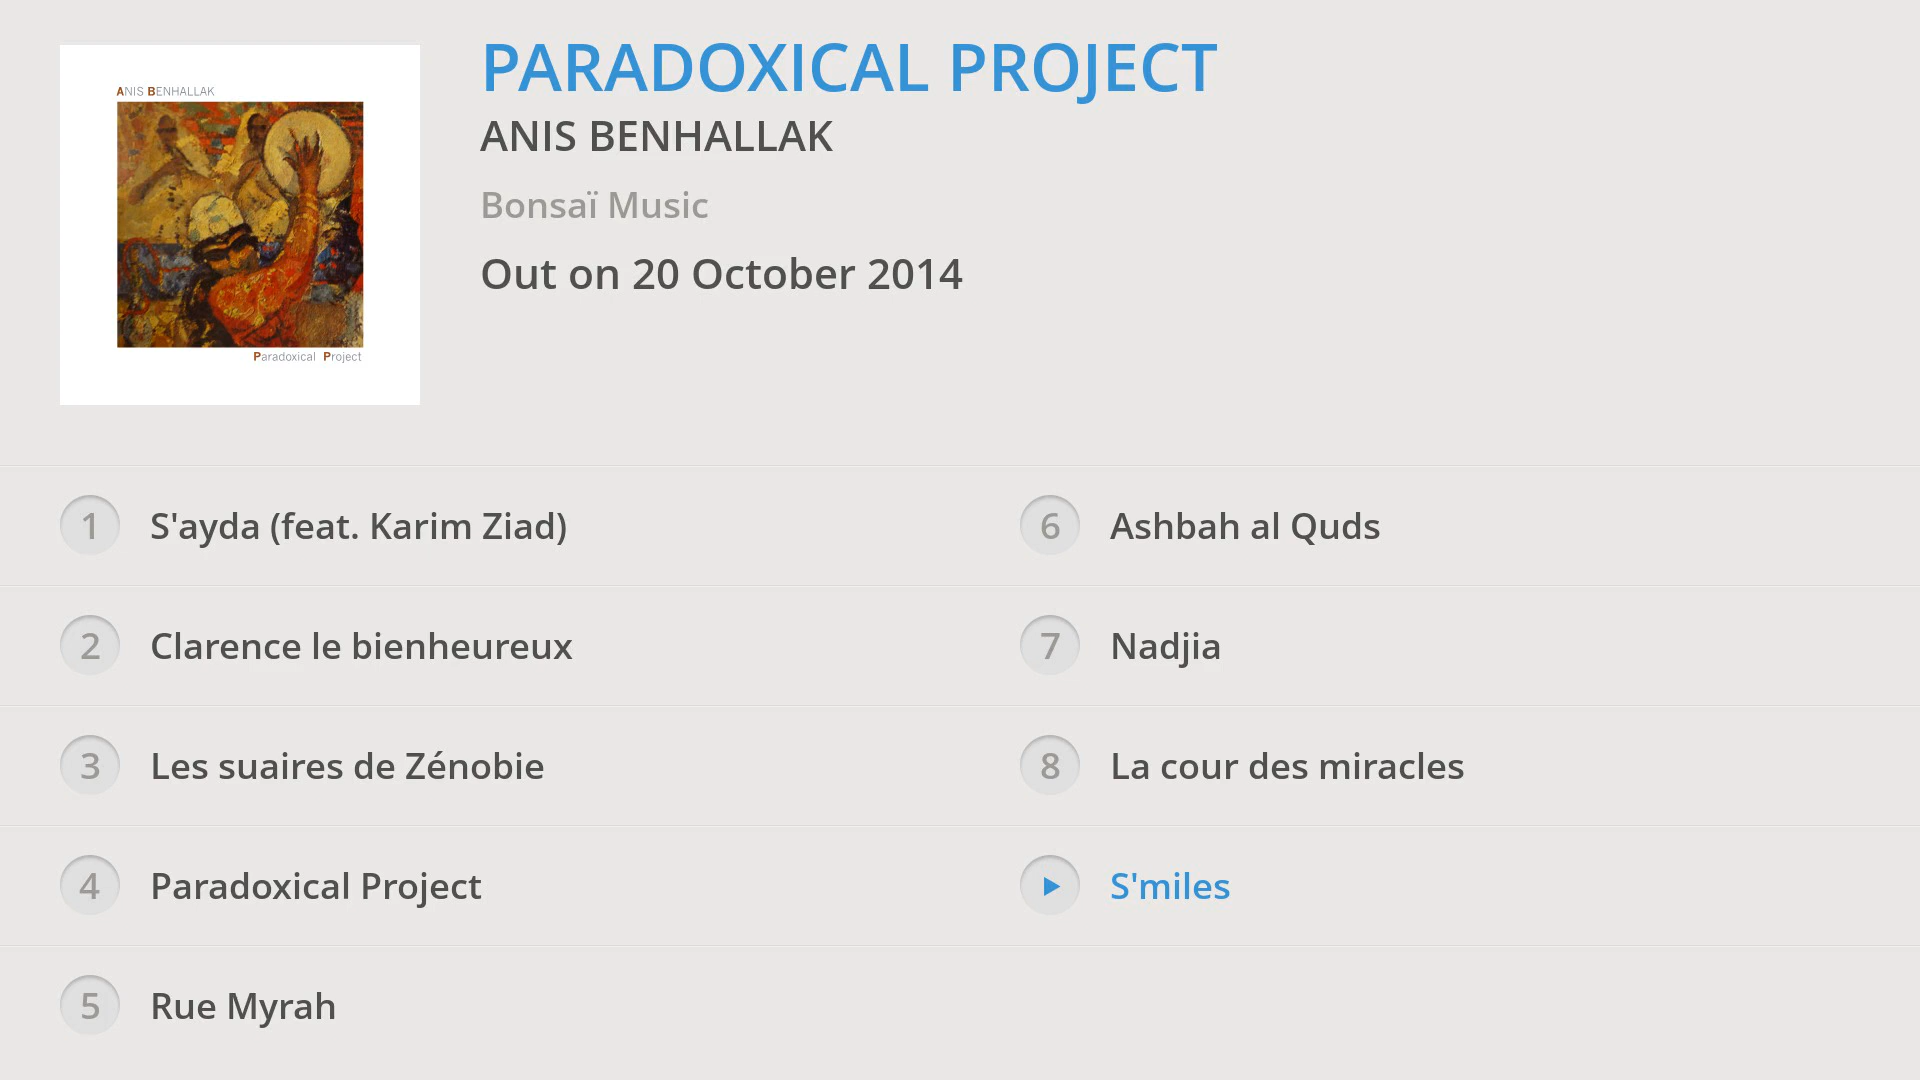 ANIS BENHALLAK
Paradoxical Project
PARADOXICAL PROJECT
ANIS BENHALLAK
Bonsaï Music
Out on 20 October 2014
1 S'ayda (feat. Karim Ziad)
2 Clarence le bienheureux
3 Les suaires de Zénobie
4 Paradoxical Project
5 Rue Myrah
6 Ashbah al Quds
7 Nadjia
8 La cour des miracles
S'miles